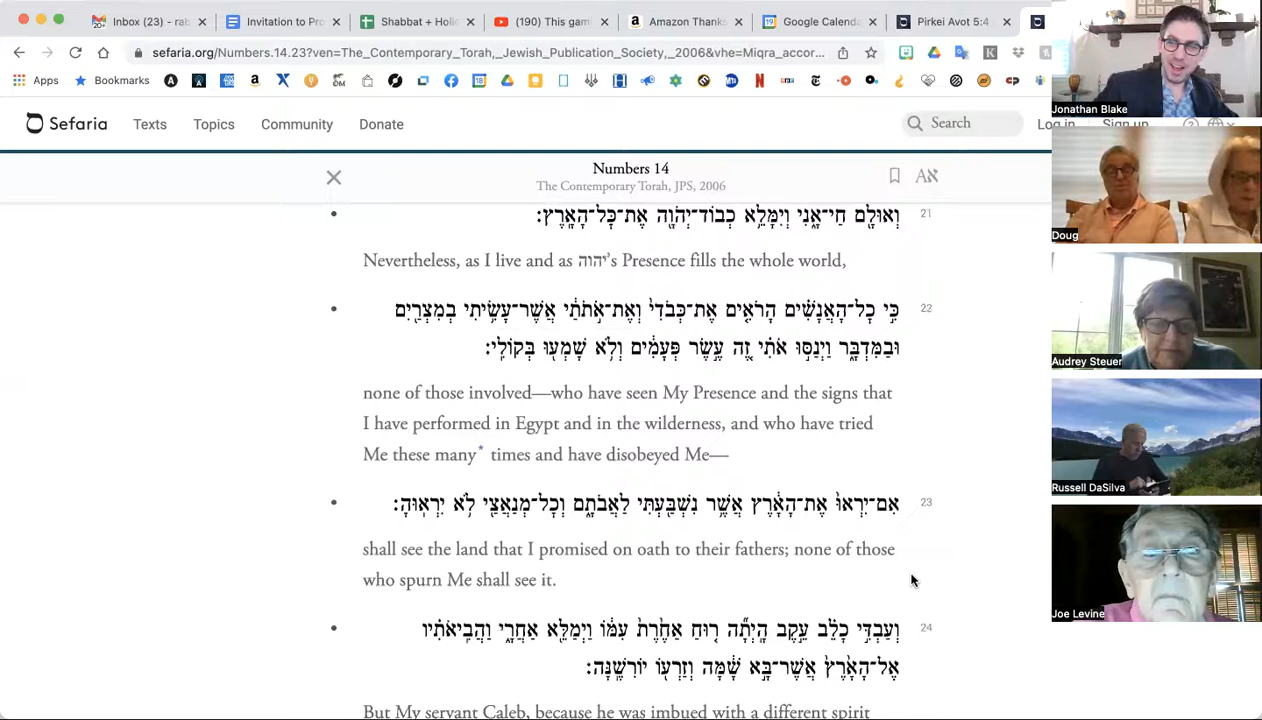 Inbox (23) - rab
Invitation to Pro
Shabbat + Holi
(190) This gam
Amazon Thanks
Google Calenda
Pirkei Avot 5:4
sefaria.org/Numbers.14.23?ven=The_Contemporary_Torah,_Jewish_Publication_Society,_2006&vhe=Miqra_accor...
Apps
Bookmarks
Sefaria
Texts
Topics
Community
Donate
Search
Log in
Sign up
Numbers 14
The Contemporary Torah, JPS, 2006
וְאוּלָ֖ם חַי־אָ֑נִי וְיִמָּלֵ֥א כְבוֹד־יְהֹוָ֖ה אֶת־כׇּל־הָאָֽרֶץ׃
21
Nevertheless, as I live and as יהוה's Presence fills the whole world,
כִּ֣י כׇל־הָאֲנָשִׁ֗ים הָרֹאִ֤ים אֶת־כְּבֹדִי֙ וְאֶת־אֹ֣תֹתַ֔י אֲשֶׁר־עָשִׂ֥יתִי בְמִצְרַ֖יִם
22
וּבַמִּדְבָּ֑ר וַיְנַסּ֣וּ אֹתִ֗י זֶ֚ה עֶ֣שֶׂר פְּעָמִ֔ים וְלֹ֥א שָׁמְע֖וּ בְּקוֹלִֽי׃
none of those involved—who have seen My Presence and the signs that
I have performed in Egypt and in the wilderness, and who have tried
Me these many* times and have disobeyed Me—
אִם־יִרְאוּ֙ אֶת־הָאָ֔רֶץ אֲשֶׁ֥ר נִשְׁבַּ֖עְתִּי לַאֲבֹתָ֑ם וְכׇל־מְנַאֲצַ֖י לֹ֥א יִרְאֽוּהָ׃
23
shall see the land that I promised on oath to their fathers; none of those
who spurn Me shall see it.
וְעַבְדִּ֣י כָלֵ֗ב עֵ֣קֶב הָֽיְתָ֞ה ר֤וּחַ אַחֶ֙רֶת֙ עִמּ֔וֹ וַיְמַלֵּ֖א אַחֲרָ֑י וַהֲבִֽיאֹתִ֗יו
24
אֶל־הָאָ֙רֶץ֙ אֲשֶׁר־בָּ֣א שָׁ֔מָּה וְזַרְע֖וֹ יוֹרִשֶֽׁנָּה׃
But My servant Caleb, because he was imbued with a different spirit
Jonathan Blake
Doug
Audrey Steuer
Russell DaSilva
Joe Levine